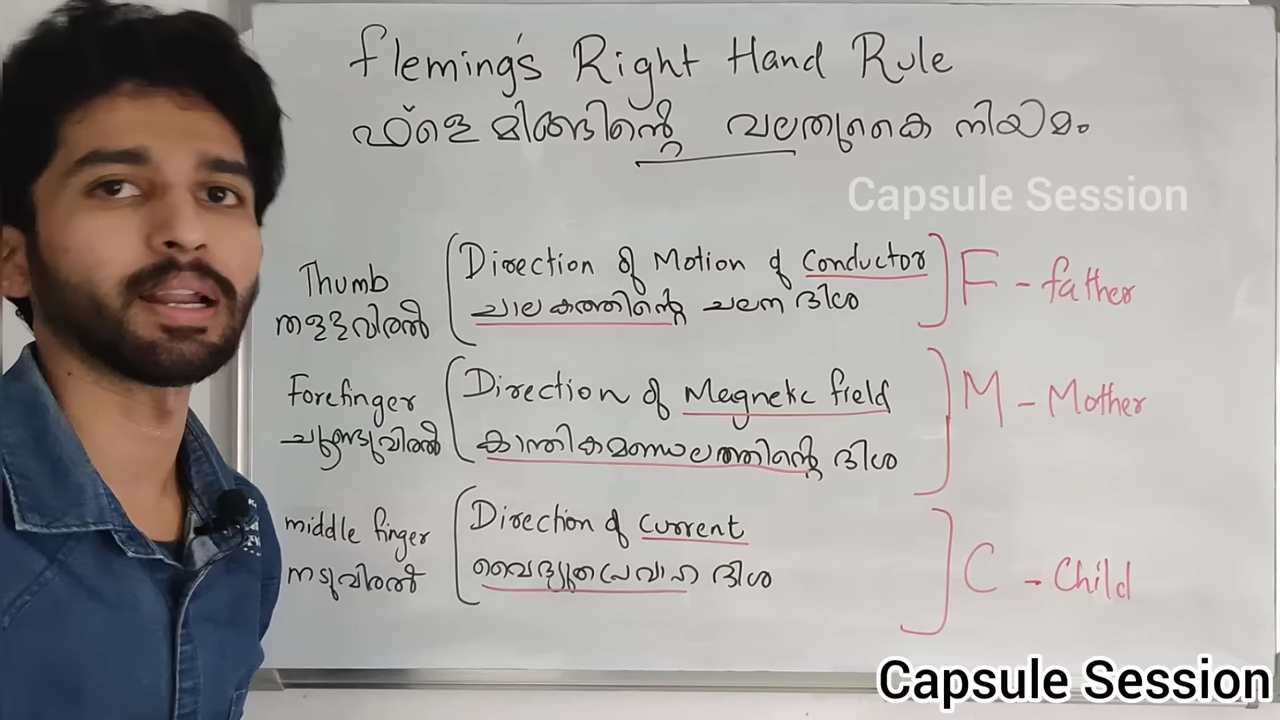 Fleming's Right Hand Rule
ഫ്ളെമിങ്ങിന്റെ വലതുകൈ നിയമം
Capsule Session
Thumb
തള്ളവിരൽ
Direction of Motion of Conductor
ചാലകത്തിന്റെ ചലന ദിശ
F - father
Forefinger
ചൂണ്ടുവിരൽ
Direction of Magnetic field
കാന്തികമണ്ഡലത്തിന്റെ ദിശ
M - Mother
middle finger
നടുവിരൽ
Direction of Current
വൈദ്യുതപ്രവാഹ ദിശ
C - Child
Capsule Session